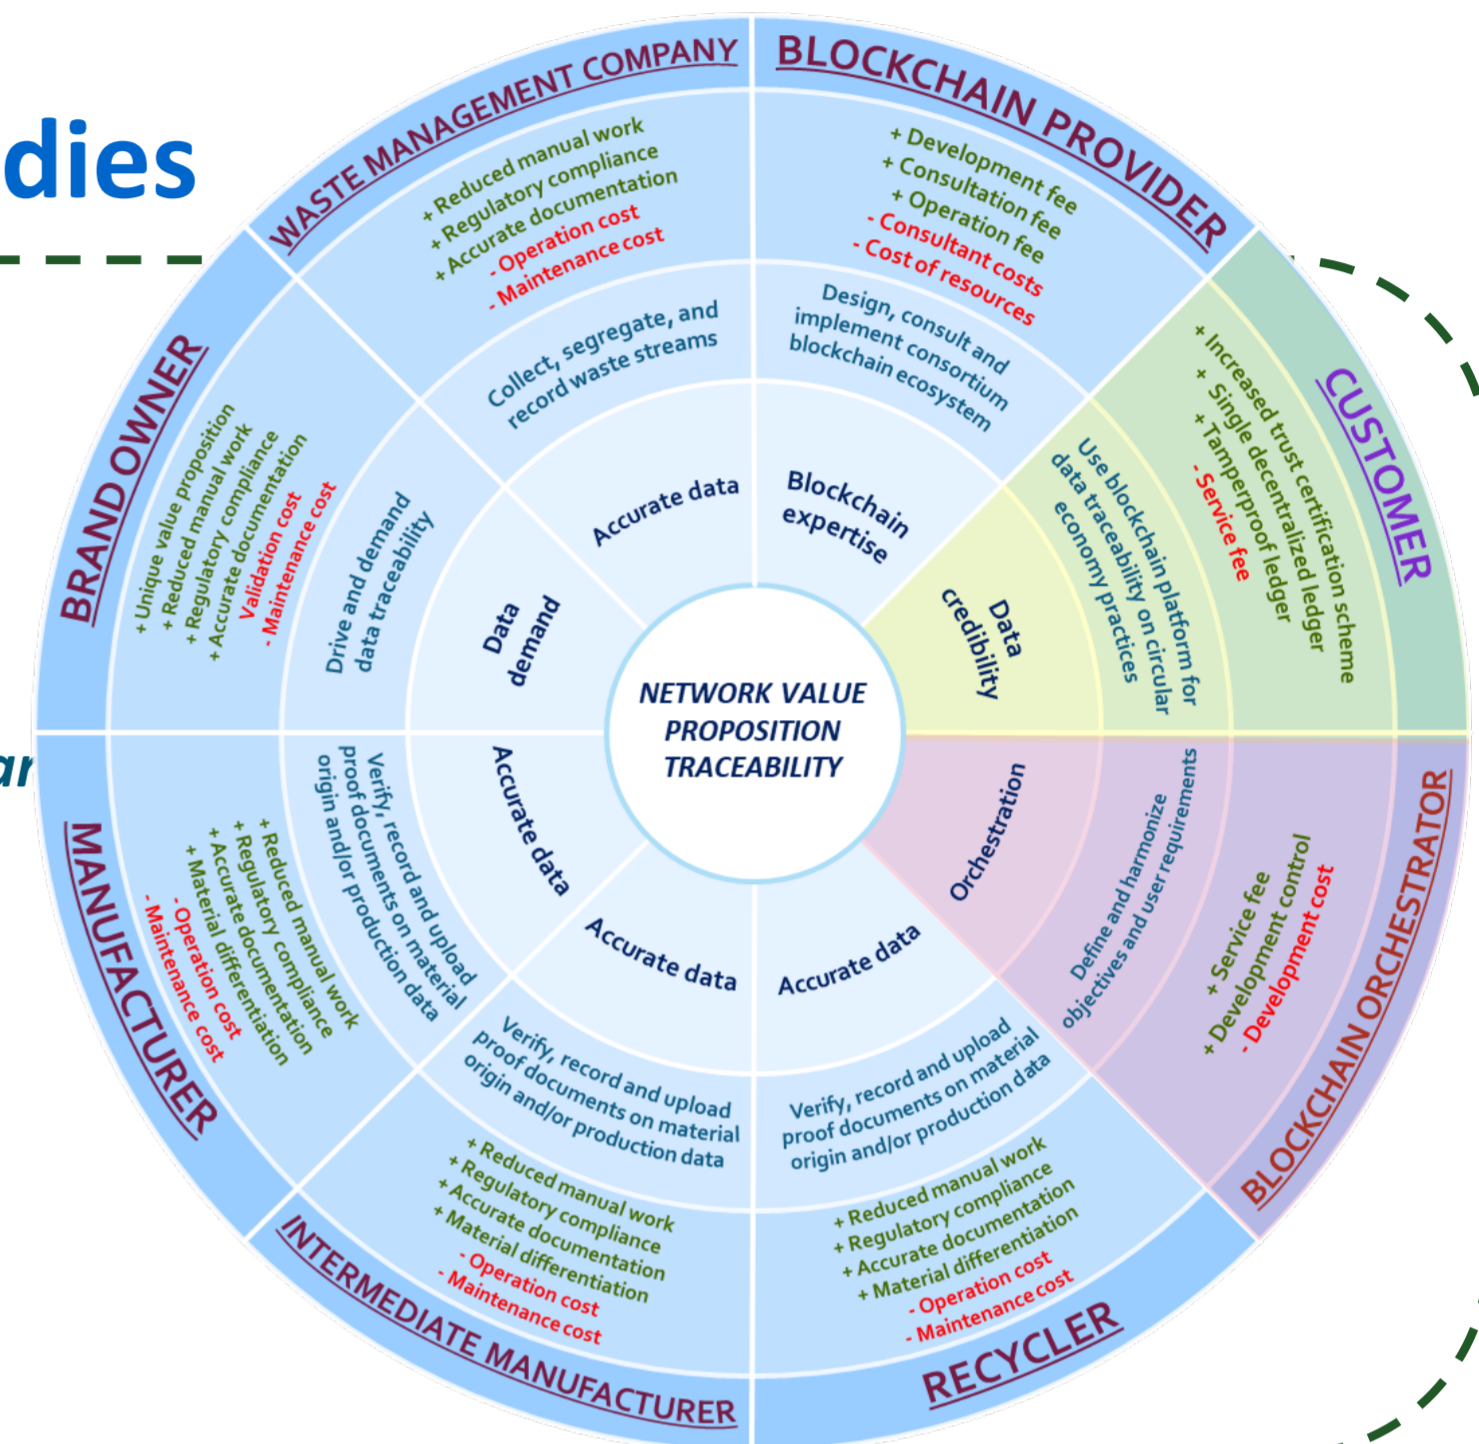 dies
ar
NETWORK VALUE
PROPOSITION
TRACEABILITY
BLOCKCHAIN PROVIDER
+ Development fee
+ Consultation fee
+ Operation fee
- Consultant costs
- Cost of resources
Design, consult and
implement consortium
blockchain ecosystem
Blockchain
expertise
CUSTOMER
+ Increased trust certification scheme
+ Single decentralized ledger
+ Tamperproof ledger
- Service fee
Use blockchain platform for
data traceability on circular
economy practices
Data
credibility
BLOCKCHAIN ORCHESTRATOR
+ Service fee
+ Development control
- Development cost
Define and harmonize
objectives and user requirements
Orchestration
RECYCLER
Accurate data
Verify, record and upload
proof documents on material
origin and/or production data
+ Reduced manual work
+ Regulatory compliance
+ Accurate documentation
+ Material differentiation
- Operation cost
- Maintenance cost
INTERMEDIATE MANUFACTURER
Accurate data
Verify, record and upload
proof documents on material
origin and/or production data
+ Reduced manual work
+ Regulatory compliance
+ Accurate documentation
+ Material differentiation
- Operation cost
- Maintenance cost
MANUFACTURER
Accurate data
Verify, record and upload
proof documents on material
origin and/or production data
+ Reduced manual work
+ Regulatory compliance
+ Accurate documentation
+ Material differentiation
- Operation cost
- Maintenance cost
BRAND OWNER
+ Unique value proposition
+ Reduced manual work
+ Regulatory compliance
+ Accurate documentation
Validation cost
- Maintenance cost
Drive and demand
data traceability
Data
demand
WASTE MANAGEMENT COMPANY
+ Reduced manual work
+ Regulatory compliance
+ Accurate documentation
- Operation cost
- Maintenance cost
Collect, segregate, and
record waste streams
Accurate data